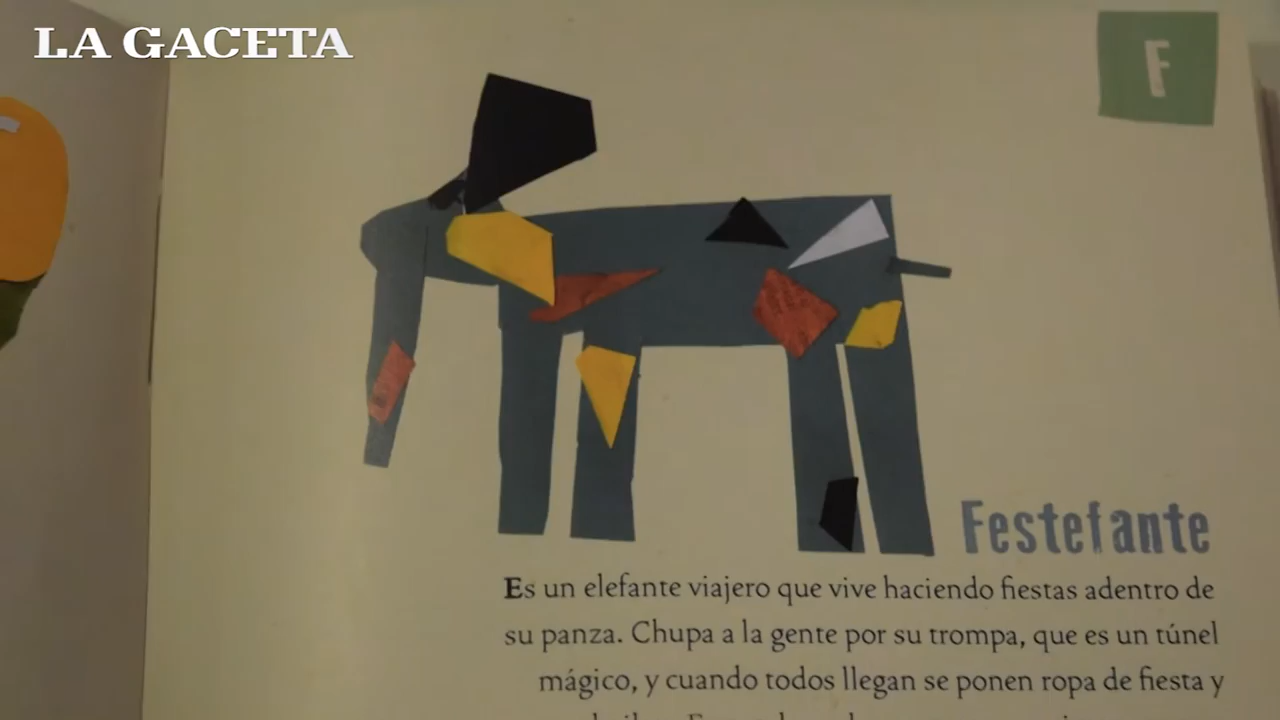 LA GACETA
F
Festefante
Es un elefante viajero que vive haciendo fiestas adentro de
su panza. Chupa a la gente por su trompa, que es un túnel
mágico, y cuando todos llegan se ponen ropa de fiesta y